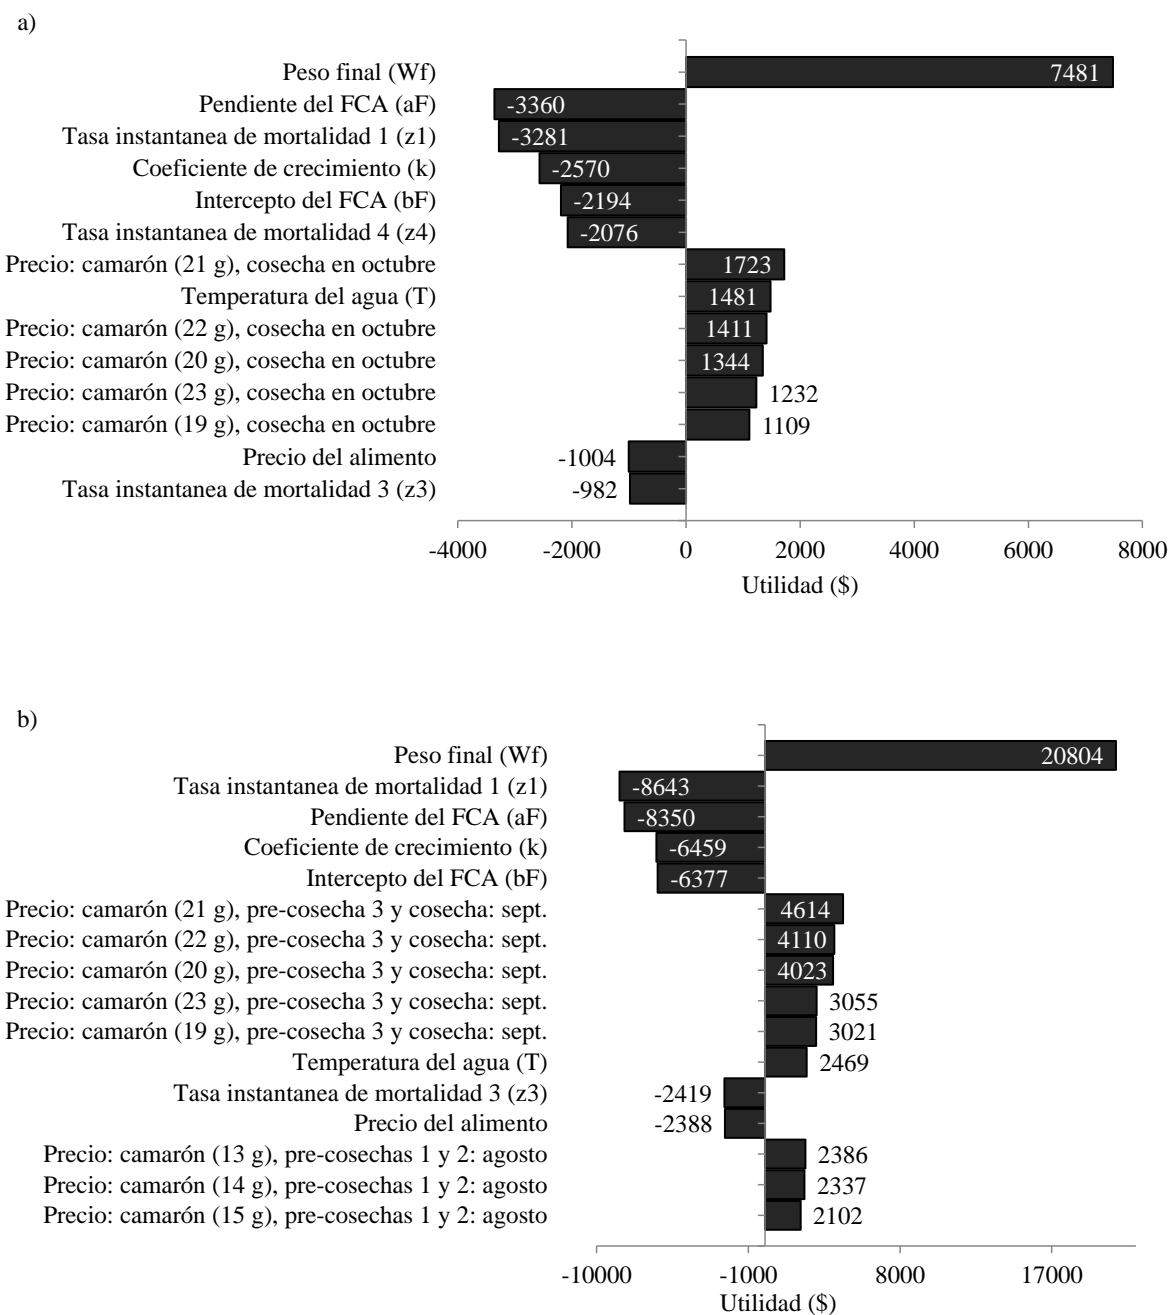 a)
Peso final (Wf) 7481
Pendiente del FCA (aF) -3360
Tasa instantanea de mortalidad 1 (z1) -3281
Coeficiente de crecimiento (k) -2570
Intercepto del FCA (bF) -2194
Tasa instantanea de mortalidad 4 (z4) -2076
Precio: camarón (21 g), cosecha en octubre 1723
Temperatura del agua (T) 1481
Precio: camarón (22 g), cosecha en octubre 1411
Precio: camarón (20 g), cosecha en octubre 1344
Precio: camarón (23 g), cosecha en octubre 1232
Precio: camarón (19 g), cosecha en octubre 1109
Precio del alimento -1004
Tasa instantanea de mortalidad 3 (z3) -982
-4000 -2000 0 2000 4000 6000 8000
Utilidad ($)
b)
Peso final (Wf) 20804
Tasa instantanea de mortalidad 1 (z1) -8643
Pendiente del FCA (aF) -8350
Coeficiente de crecimiento (k) -6459
Intercepto del FCA (bF) -6377
Precio: camarón (21 g), pre-cosecha 3 y cosecha: sept. 4614
Precio: camarón (22 g), pre-cosecha 3 y cosecha: sept. 4110
Precio: camarón (20 g), pre-cosecha 3 y cosecha: sept. 4023
Precio: camarón (23 g), pre-cosecha 3 y cosecha: sept. 3055
Precio: camarón (19 g), pre-cosecha 3 y cosecha: sept. 3021
Temperatura del agua (T) 2469
Tasa instantanea de mortalidad 3 (z3) -2419
Precio del alimento -2388
Precio: camarón (13 g), pre-cosechas 1 y 2: agosto 2386
Precio: camarón (14 g), pre-cosechas 1 y 2: agosto 2337
Precio: camarón (15 g), pre-cosechas 1 y 2: agosto 2102
-10000 -1000 8000 17000
Utilidad ($)